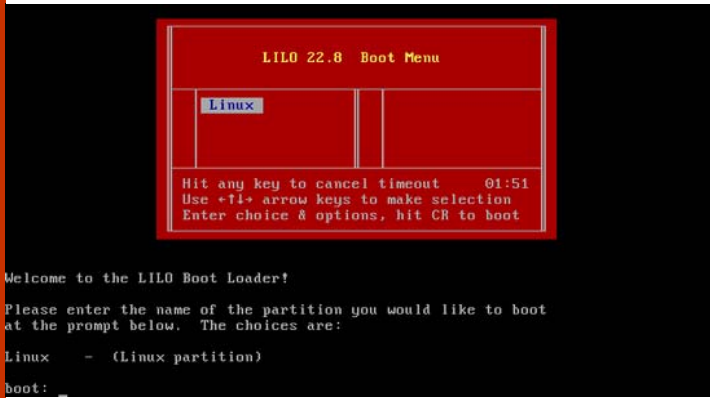 LILO 22.8  Boot Menu
Linux
Hit any key to cancel timeout     01:51
Use ←↑↓→ arrow keys to make selection
Enter choice & options, hit CR to boot
Welcome to the LILO Boot Loader!
Please enter the name of the partition you would like to boot
at the prompt below.  The choices are:
Linux    -  (Linux partition)
boot: _